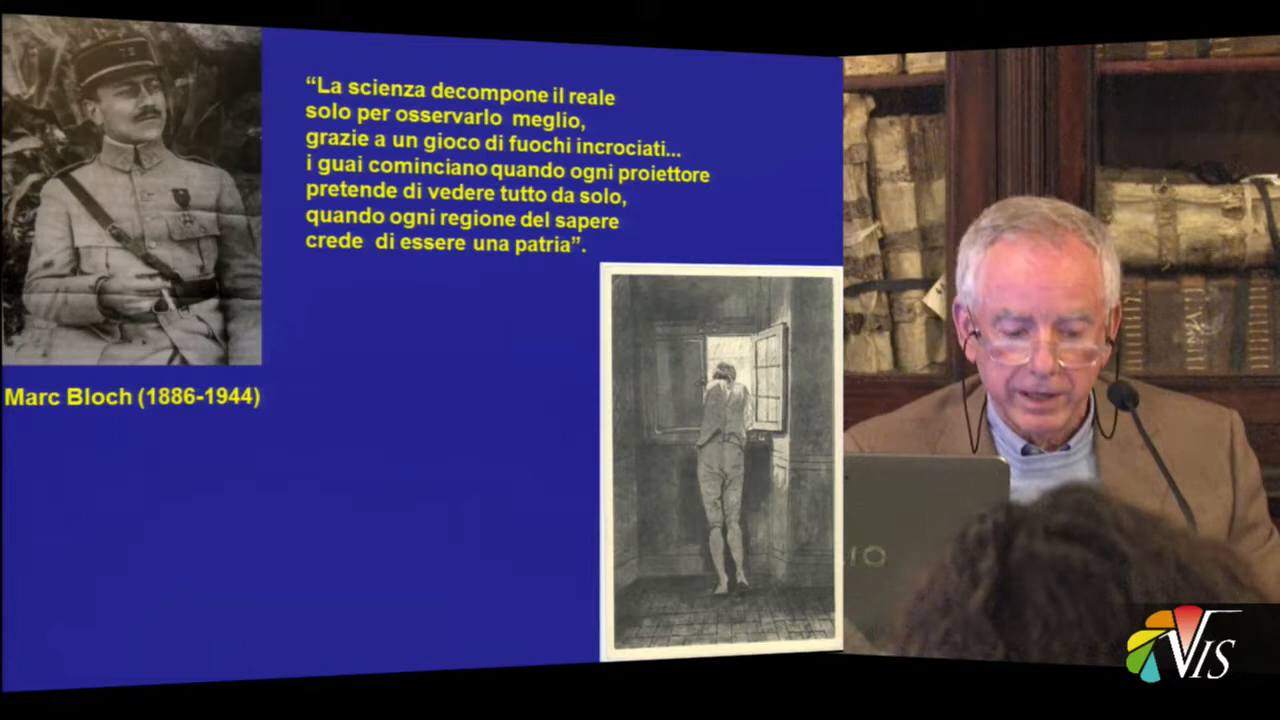 “La scienza decompone il reale
solo per osservarlo meglio,
grazie a un gioco di fuochi incrociati...
i guai cominciano quando ogni proiettore
pretende di vedere tutto da solo,
quando ogni regione del sapere
crede di essere una patria”.
Marc Bloch (1886-1944)
VIS